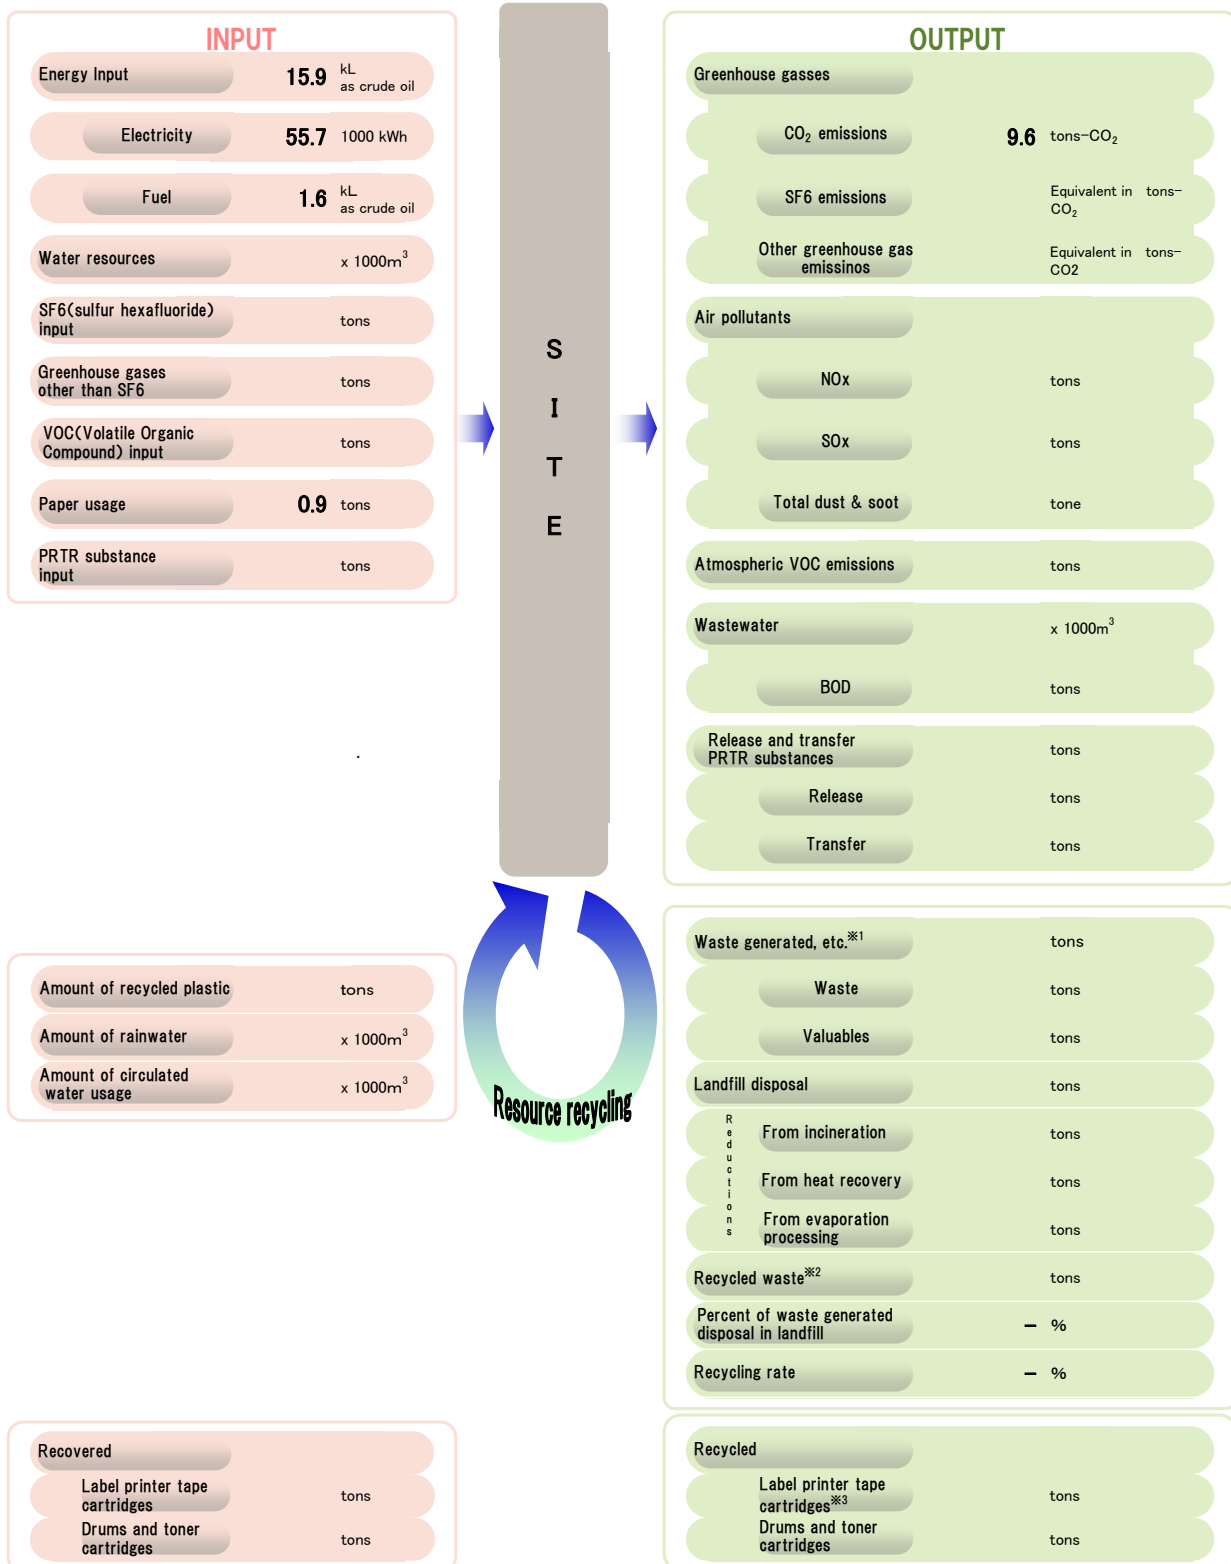 INPUT
Energy Input 15.9 kL
as crude oil
Electricity 55.7 1000 kWh
Fuel 1.6 kL
as crude oil
Water resources x 1000m³
SF6(sulfur hexafluoride)
input tons
Greenhouse gases
other than SF6 tons
VOC(Volatile Organic
Compound) input tons
Paper usage 0.9 tons
PRTR substance
input tons
S
I
T
E
OUTPUT
Greenhouse gasses
CO₂ emissions 9.6 tons-CO₂
SF6 emissions Equivalent in tons-
CO₂
Other greenhouse gas
emissinos Equivalent in tons-
CO2
Air pollutants
NOx tons
SOx tons
Total dust & soot tone
Atmospheric VOC emissions tons
Wastewater x 1000m³
BOD tons
Release and transfer
PRTR substances tons
Release tons
Transfer tons
Amount of recycled plastic tons
Amount of rainwater x 1000m³
Amount of circulated
water usage x 1000m³
Resource recycling
Waste generated, etc.※1 tons
Waste tons
Valuables tons
Landfill disposal tons
Reductions
From incineration tons
From heat recovery tons
From evaporation
processing tons
Recycled waste※2 tons
Percent of waste generated
disposal in landfill – %
Recycling rate – %
Recovered
Label printer tape
cartridges tons
Drums and toner
cartridges tons
Recycled
Label printer tape
cartridges※3 tons
Drums and toner
cartridges tons